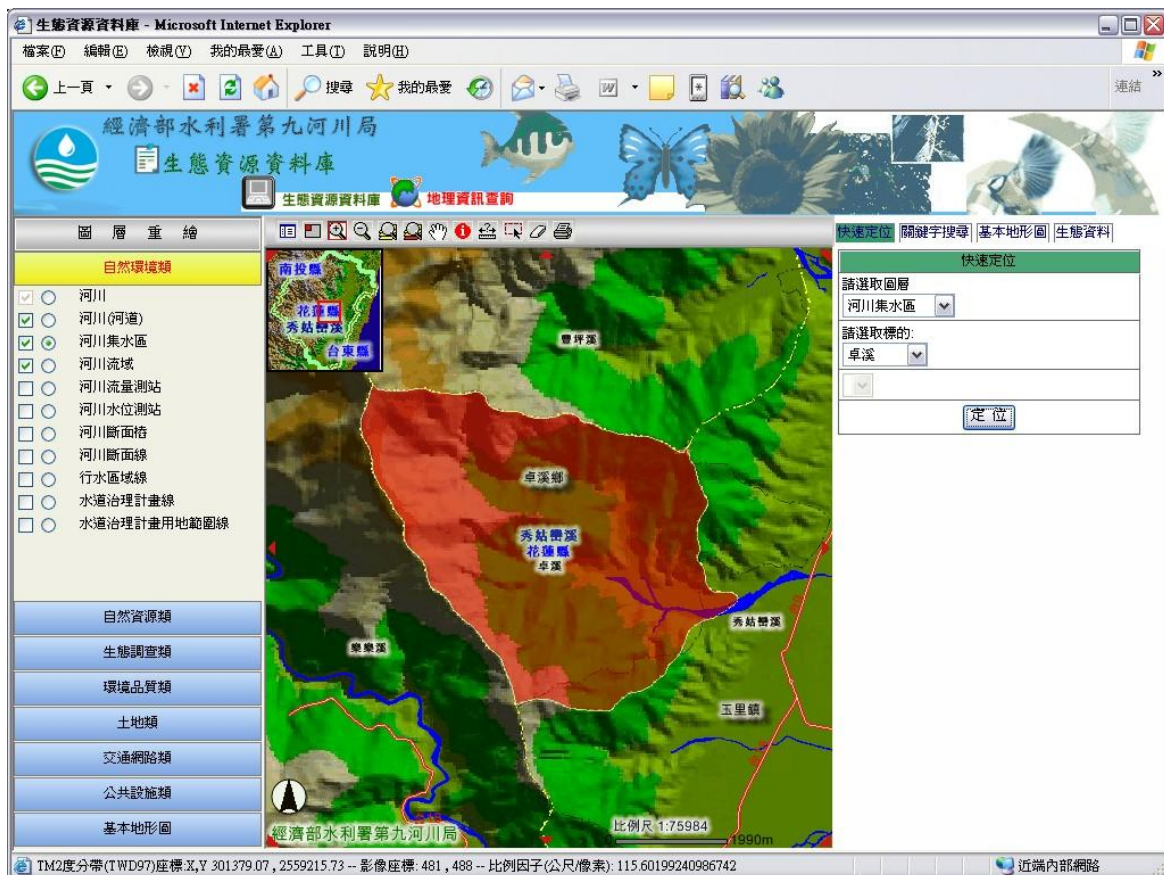 生態資源資料庫 - Microsoft Internet Explorer
檔案(F) 編輯(E) 檢視(V) 我的最愛(A) 工具(T) 說明(H)
上一頁 搜尋 我的最愛 連結
經濟部水利署第九河川局
生態資源資料庫
生態資源資料庫 地理資訊查詢
圖層重繪
自然環境類
河川
河川(河道)
河川集水區
河川流域
河川流量測站
河川水位測站
河川斷面樁
河川斷面線
行水區域線
水道治理計畫線
水道治理計畫用地範圍線
自然資源類
生態調查類
環境品質類
土地類
交通網路類
公共設施類
基本地形圖
南投縣
花蓮縣
秀姑巒溪
台東縣
豐坪溪
卓溪鄉
秀姑巒溪
花蓮縣
卓溪
秀姑巒溪
樂樂溪
玉里鎮
經濟部水利署第九河川局
比例尺 1:75984
1990m
快速定位 關鍵字搜尋 基本地形圖 生態資料
快速定位
請選取圖層
河川集水區
請選取標的:
卓溪
定位
TM2度分帶(TWD97)座標:X,Y 301379.07 , 2559215.73 -- 影像座標: 481 , 488 -- 比例因子(公尺/像素): 115.60199240986742
近端內部網路